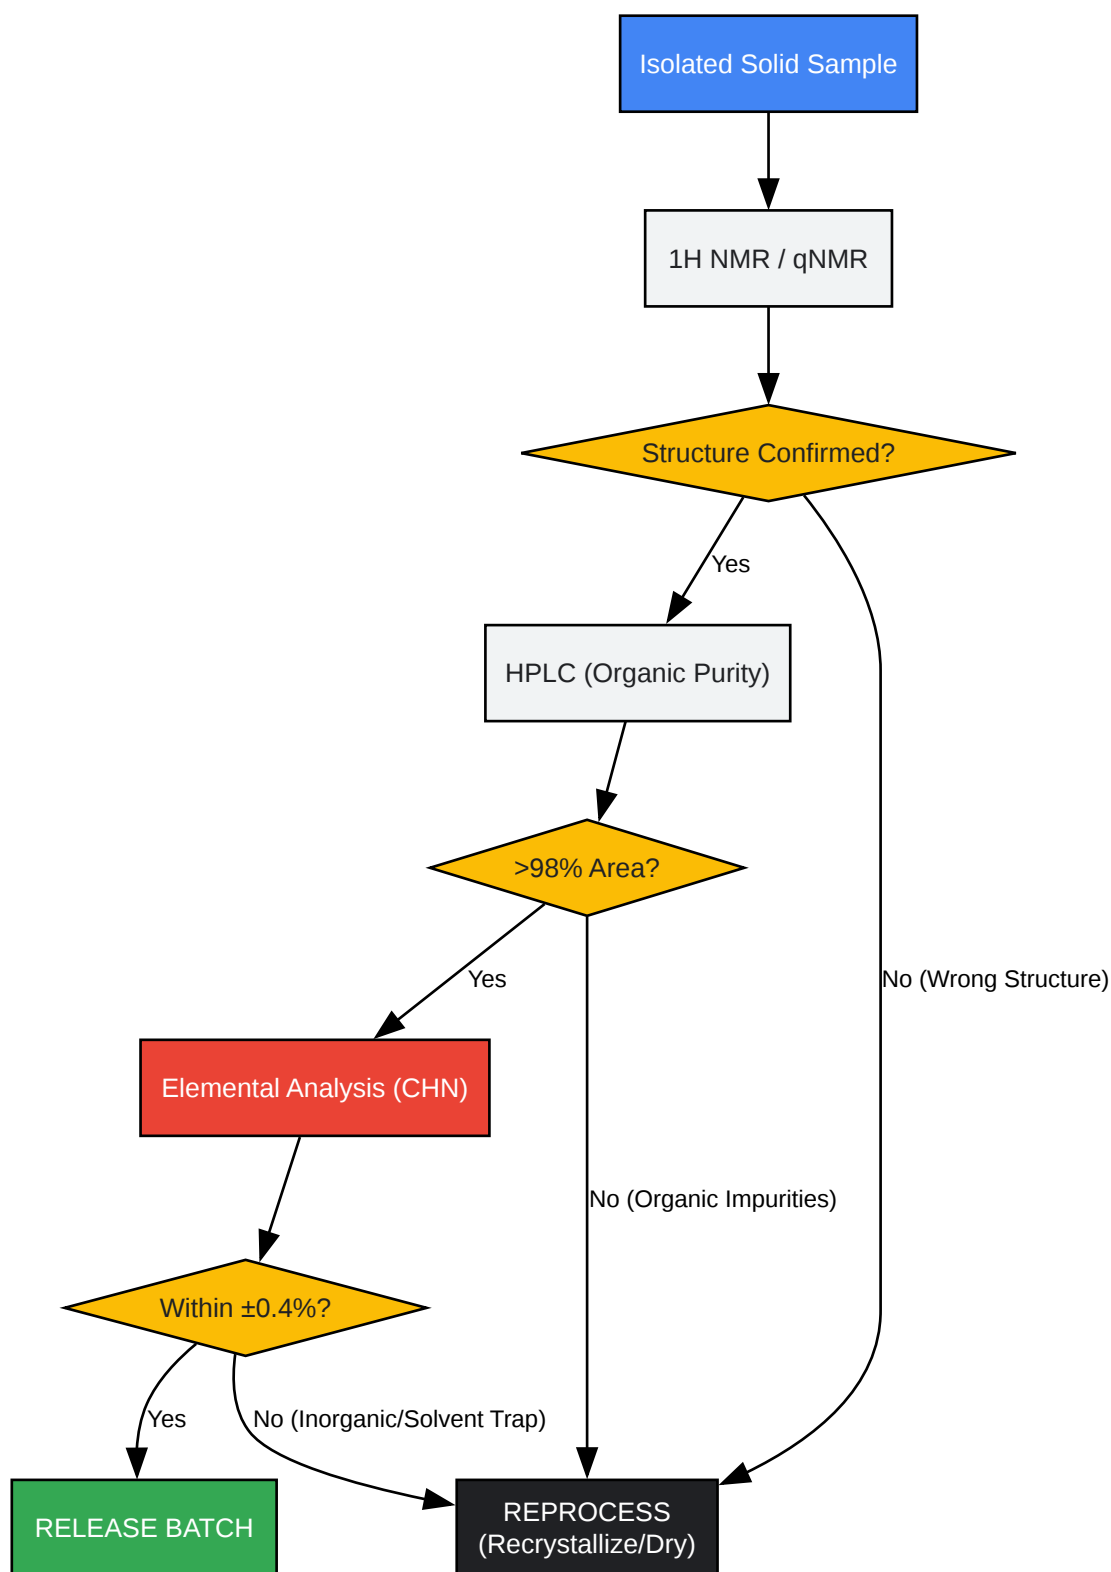 Isolated Solid Sample
1H NMR / qNMR
Structure Confirmed?
Yes
HPLC (Organic Purity)
>98% Area?
Yes
No (Wrong Structure)
Elemental Analysis (CHN)
No (Organic Impurities)
Within ±0.4%?
Yes
No (Inorganic/Solvent Trap)
RELEASE BATCH
REPROCESS
(Recrystallize/Dry)